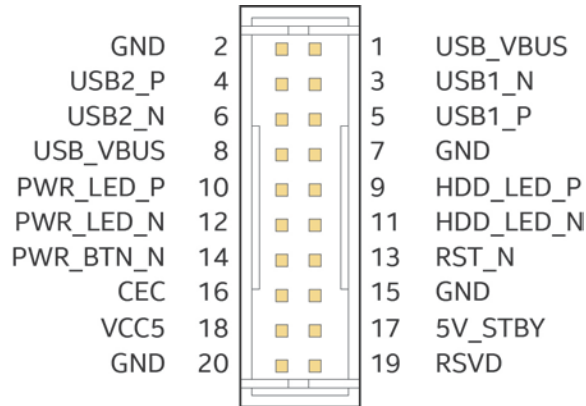 GND 2 1 USB_VBUS
USB2_P 4 3 USB1_N
USB2_N 6 5 USB1_P
USB_VBUS 8 7 GND
PWR_LED_P 10 9 HDD_LED_P
PWR_LED_N 12 11 HDD_LED_N
PWR_BTN_N 14 13 RST_N
CEC 16 15 GND
VCC5 18 17 5V_STBY
GND 20 19 RSVD